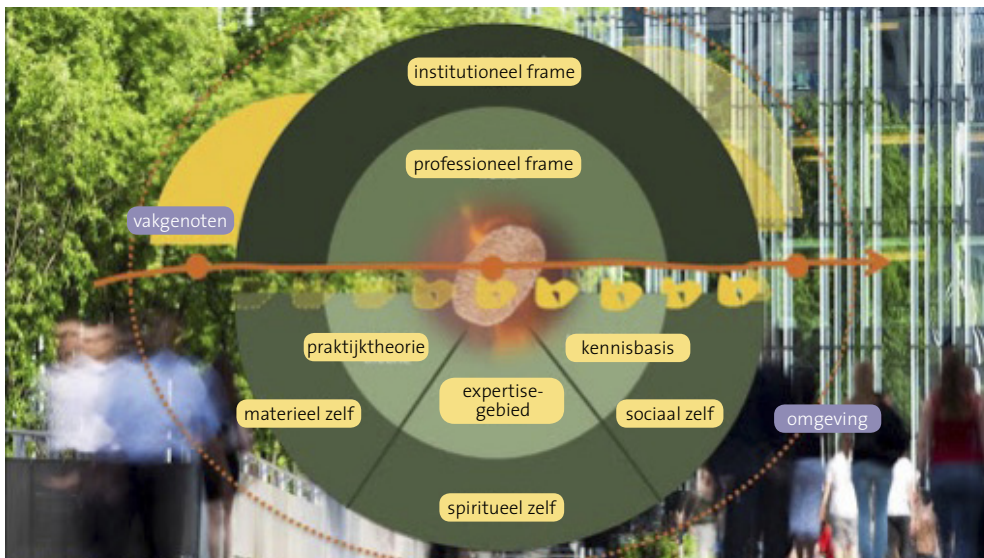 institutioneel frame
professioneel frame
vakgenoten
praktijktheorie
kennisbasis
expertise-
gebied
materieel zelf
sociaal zelf
omgeving
spiritueel zelf